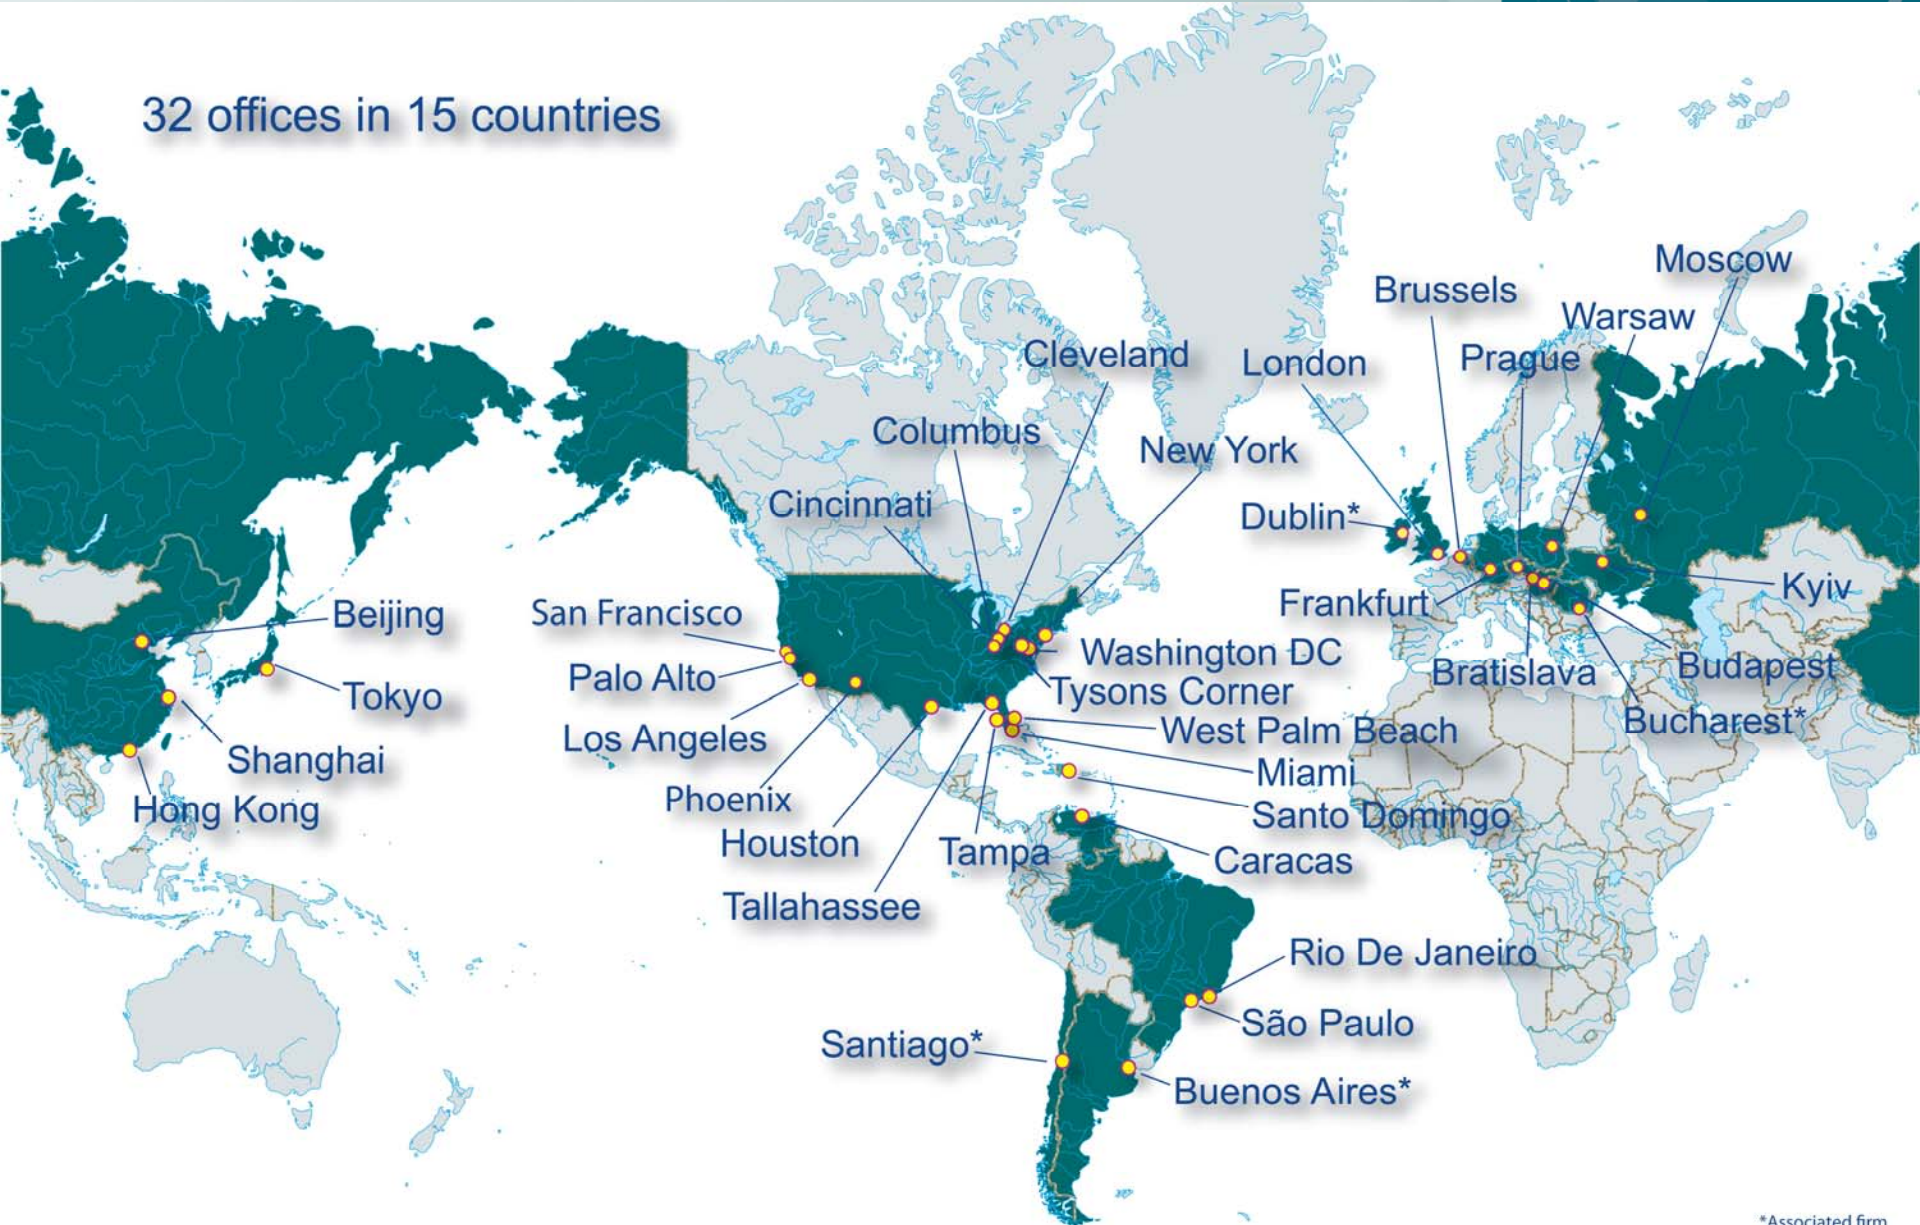 32 offices in 15 countries
Moscow
Brussels
Warsaw
Cleveland
London
Prague
Columbus
New York
Cincinnati
Dublin*
Kyiv
Frankfurt
San Francisco
Beijing
Washington DC
Bratislava
Budapest
Palo Alto
Tysons Corner
Tokyo
Bucharest*
West Palm Beach
Los Angeles
Shanghai
Miami
Phoenix
Hong Kong
Santo Domingo
Houston
Tampa
Caracas
Tallahassee
Rio De Janeiro
São Paulo
Santiago*
Buenos Aires*
*Associated firm